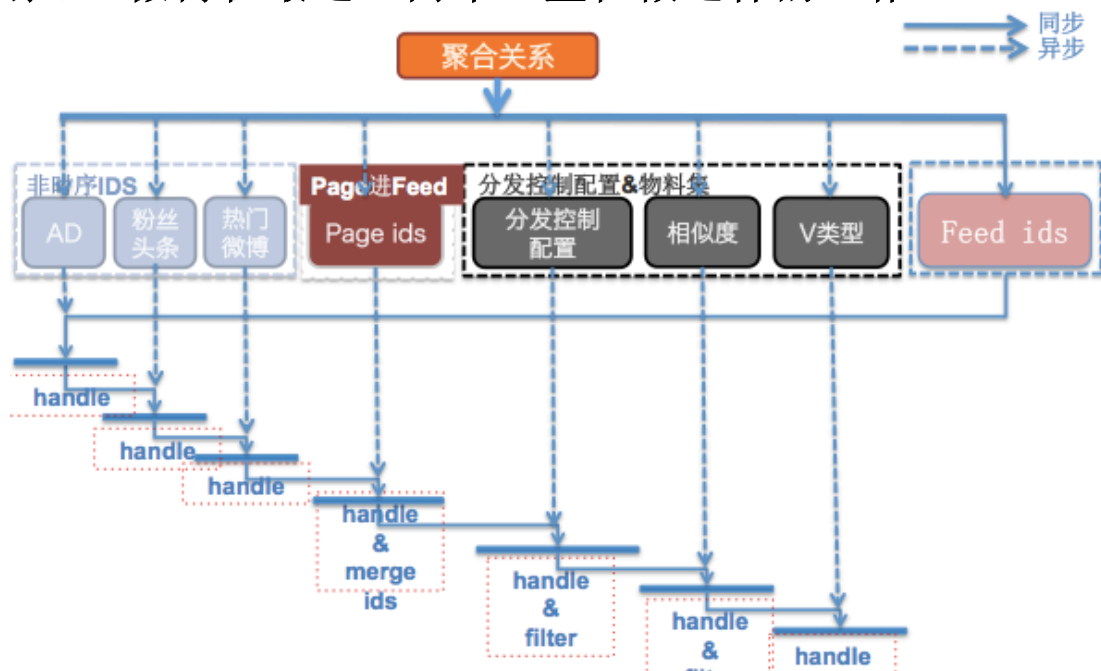 同步
异步
聚合关系
非时序IDS
Page进Feed
分发控制配置&物料集
AD
粉丝
头条
热门
微博
Page ids
分发控制
配置
相似度
V类型
Feed ids
handle
handle
handle
handle
&
merge
ids
handle
&
filter
handle
&
handle